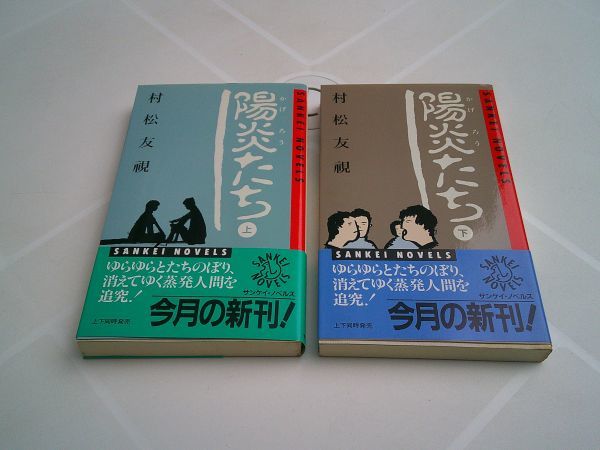 陽炎たち
かげろう
上
村松友視
SANKEI NOVELS
SANKEI NOVELS
ゆらゆらとたちのぼり、
消えてゆく蒸発人間を
追究!
SANKEI NOVELS
サンケイ・ノベルス
今月の新刊!
上下同時発売
陽炎たち
かげろう
下
村松友視
SANKEI NOVELS
SANKEI NOVELS
ゆらゆらとたちのぼり、
消えてゆく蒸発人間を
追究!
SANKEI NOVELS
サンケイ・ノベルス
今月の新刊!
上下同時発売